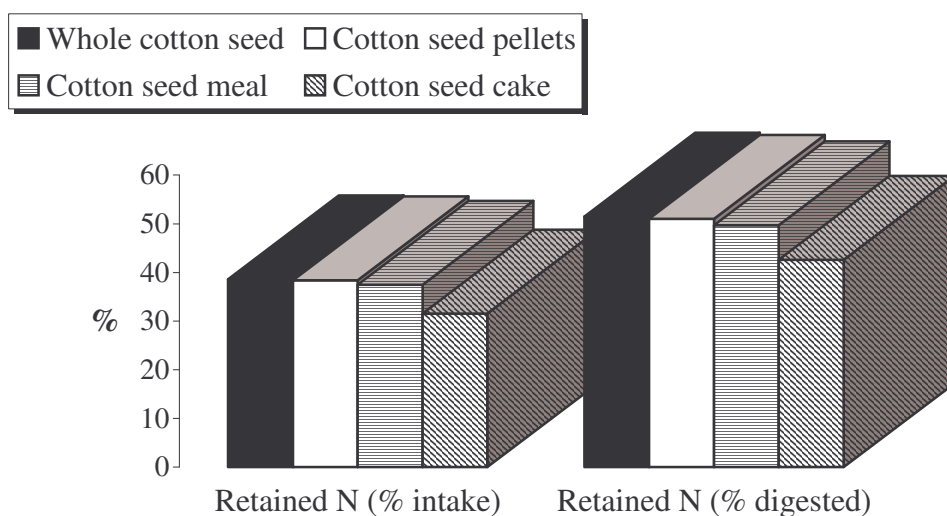 Whole cotton seed Cotton seed pellets
Cotton seed meal Cotton seed cake
60
50
40
%
30
20
10
0
Retained N (% intake) Retained N (% digested)